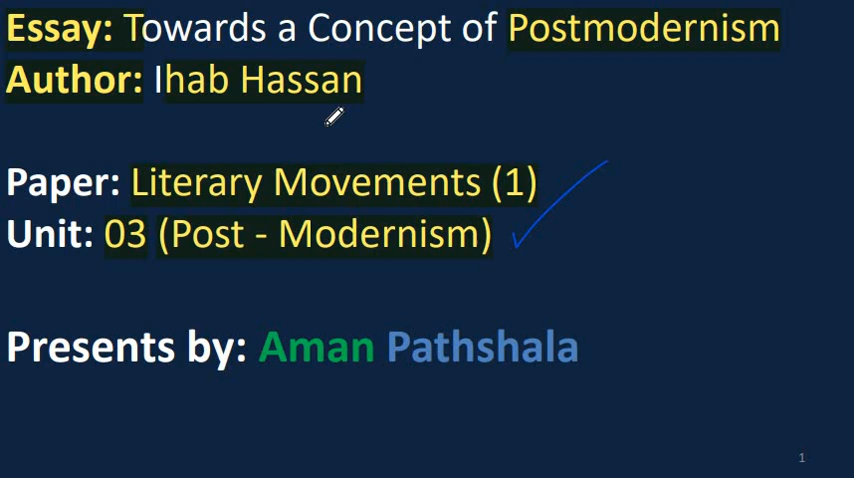 Essay: Towards a Concept of Postmodernism
Author: Ihab Hassan
Paper: Literary Movements (1)
Unit: 03 (Post - Modernism)
Presents by: Aman Pathshala
1